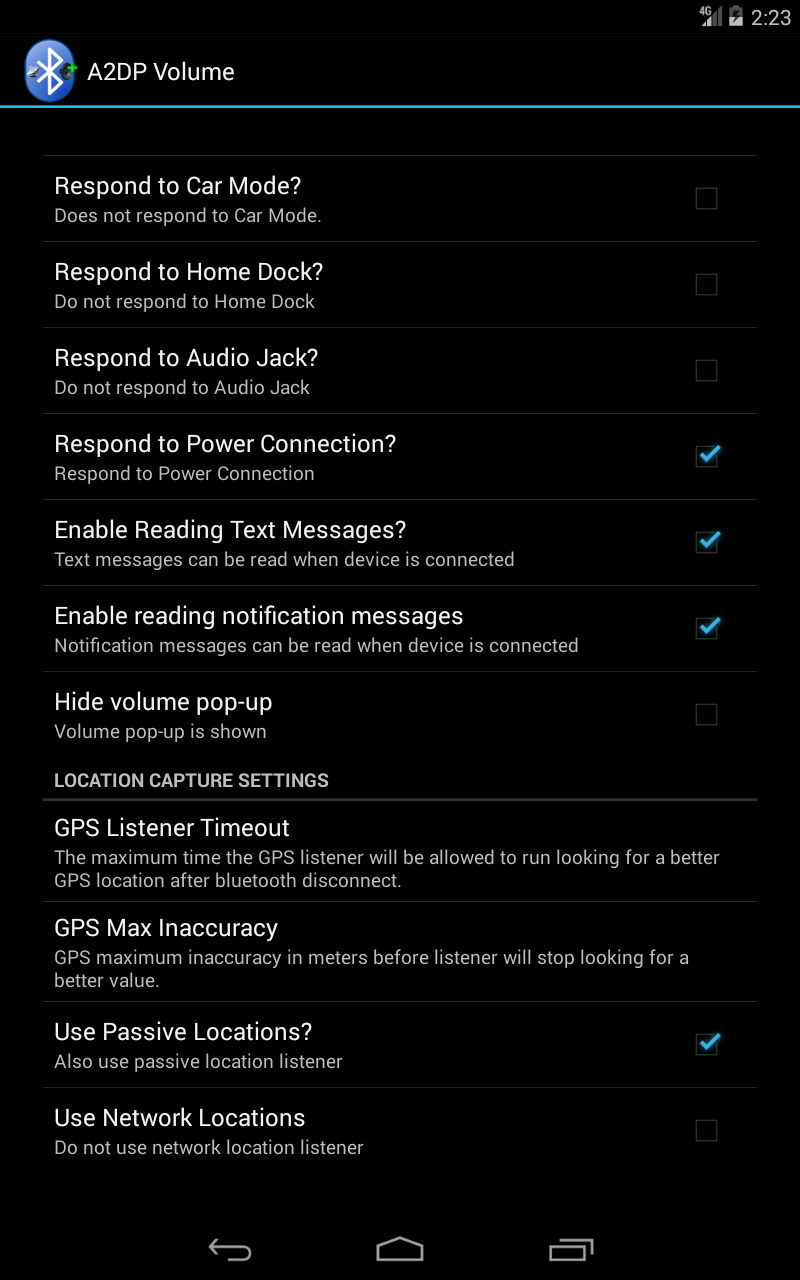 4G 2:23
A2DP Volume
Respond to Car Mode?
Does not respond to Car Mode.
Respond to Home Dock?
Do not respond to Home Dock
Respond to Audio Jack?
Do not respond to Audio Jack
Respond to Power Connection?
Respond to Power Connection
Enable Reading Text Messages?
Text messages can be read when device is connected
Enable reading notification messages
Notification messages can be read when device is connected
Hide volume pop-up
Volume pop-up is shown
LOCATION CAPTURE SETTINGS
GPS Listener Timeout
The maximum time the GPS listener will be allowed to run looking for a better
GPS location after bluetooth disconnect.
GPS Max Inaccuracy
GPS maximum inaccuracy in meters before listener will stop looking for a
better value.
Use Passive Locations?
Also use passive location listener
Use Network Locations
Do not use network location listener